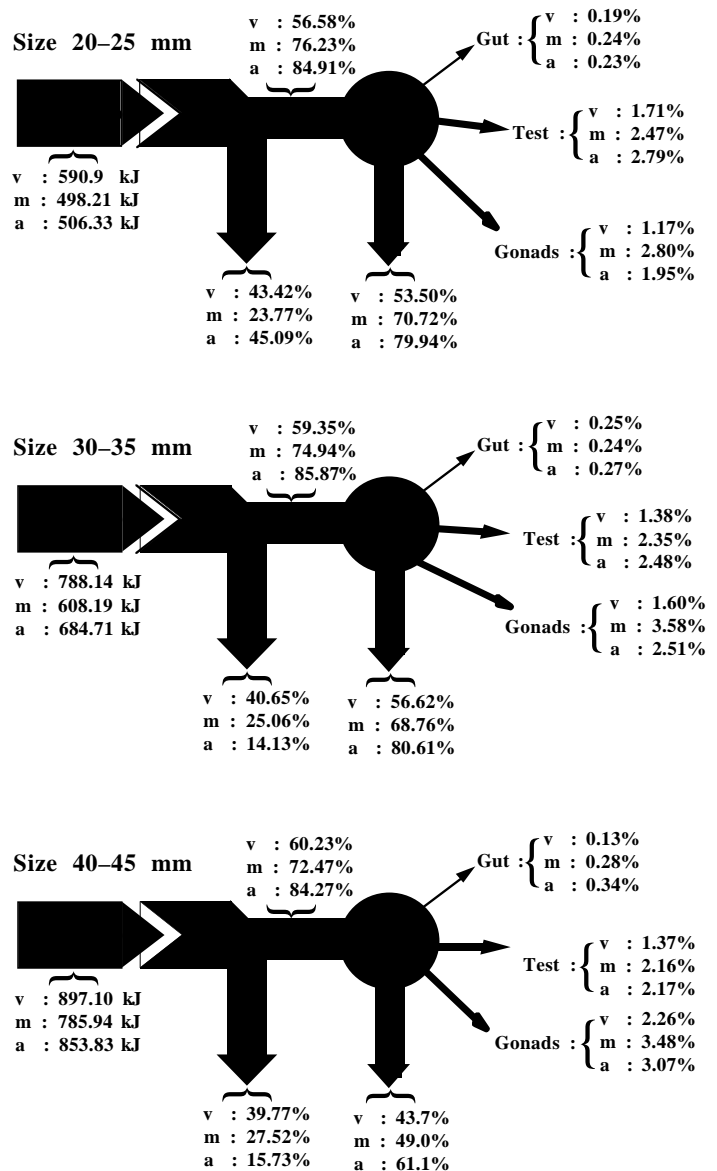 Size 20–25 mm
v : 56.58%
m : 76.23%
a : 84.91%
Gut :
v : 0.19%
m : 0.24%
a : 0.23%
Test :
v : 1.71%
m : 2.47%
a : 2.79%
Gonads :
v : 1.17%
m : 2.80%
a : 1.95%
v : 590.9 kJ
m : 498.21 kJ
a : 506.33 kJ
v : 43.42%
m : 23.77%
a : 45.09%
v : 53.50%
m : 70.72%
a : 79.94%
Size 30–35 mm
v : 59.35%
m : 74.94%
a : 85.87%
Gut :
v : 0.25%
m : 0.24%
a : 0.27%
Test :
v : 1.38%
m : 2.35%
a : 2.48%
Gonads :
v : 1.60%
m : 3.58%
a : 2.51%
v : 788.14 kJ
m : 608.19 kJ
a : 684.71 kJ
v : 40.65%
m : 25.06%
a : 14.13%
v : 56.62%
m : 68.76%
a : 80.61%
Size 40–45 mm
v : 60.23%
m : 72.47%
a : 84.27%
Gut :
v : 0.13%
m : 0.28%
a : 0.34%
Test :
v : 1.37%
m : 2.16%
a : 2.17%
Gonads :
v : 2.26%
m : 3.48%
a : 3.07%
v : 897.10 kJ
m : 785.94 kJ
a : 853.83 kJ
v : 39.77%
m : 27.52%
a : 15.73%
v : 43.7%
m : 49.0%
a : 61.1%